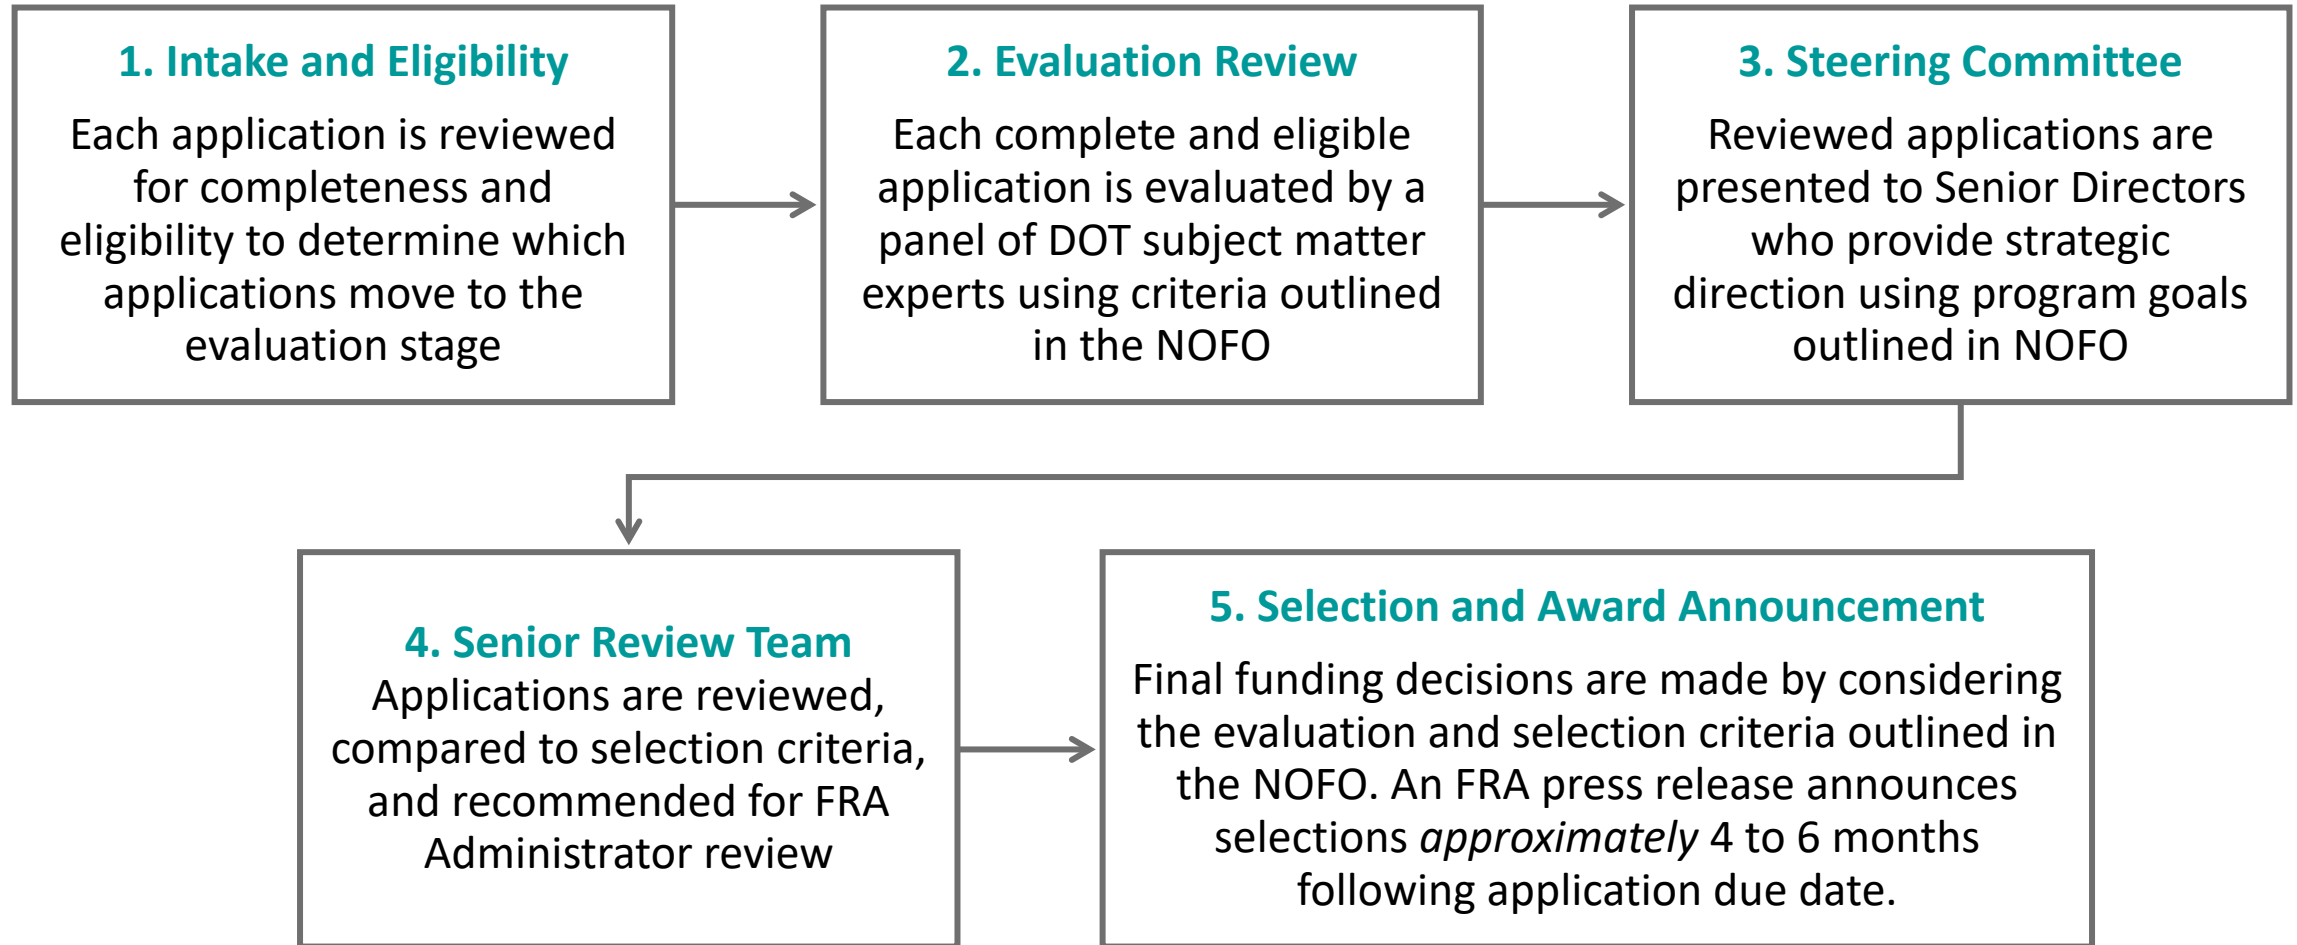 1. Intake and Eligibility
Each application is reviewed
for completeness and
eligibility to determine which
applications move to the
evaluation stage
2. Evaluation Review
Each complete and eligible
application is evaluated by a
panel of DOT subject matter
experts using criteria outlined
in the NOFO
3. Steering Committee
Reviewed applications are
presented to Senior Directors
who provide strategic
direction using program goals
outlined in NOFO
4. Senior Review Team
Applications are reviewed,
compared to selection criteria,
and recommended for FRA
Administrator review
5. Selection and Award Announcement
Final funding decisions are made by considering
the evaluation and selection criteria outlined in
the NOFO. An FRA press release announces
selections approximately 4 to 6 months
following application due date.